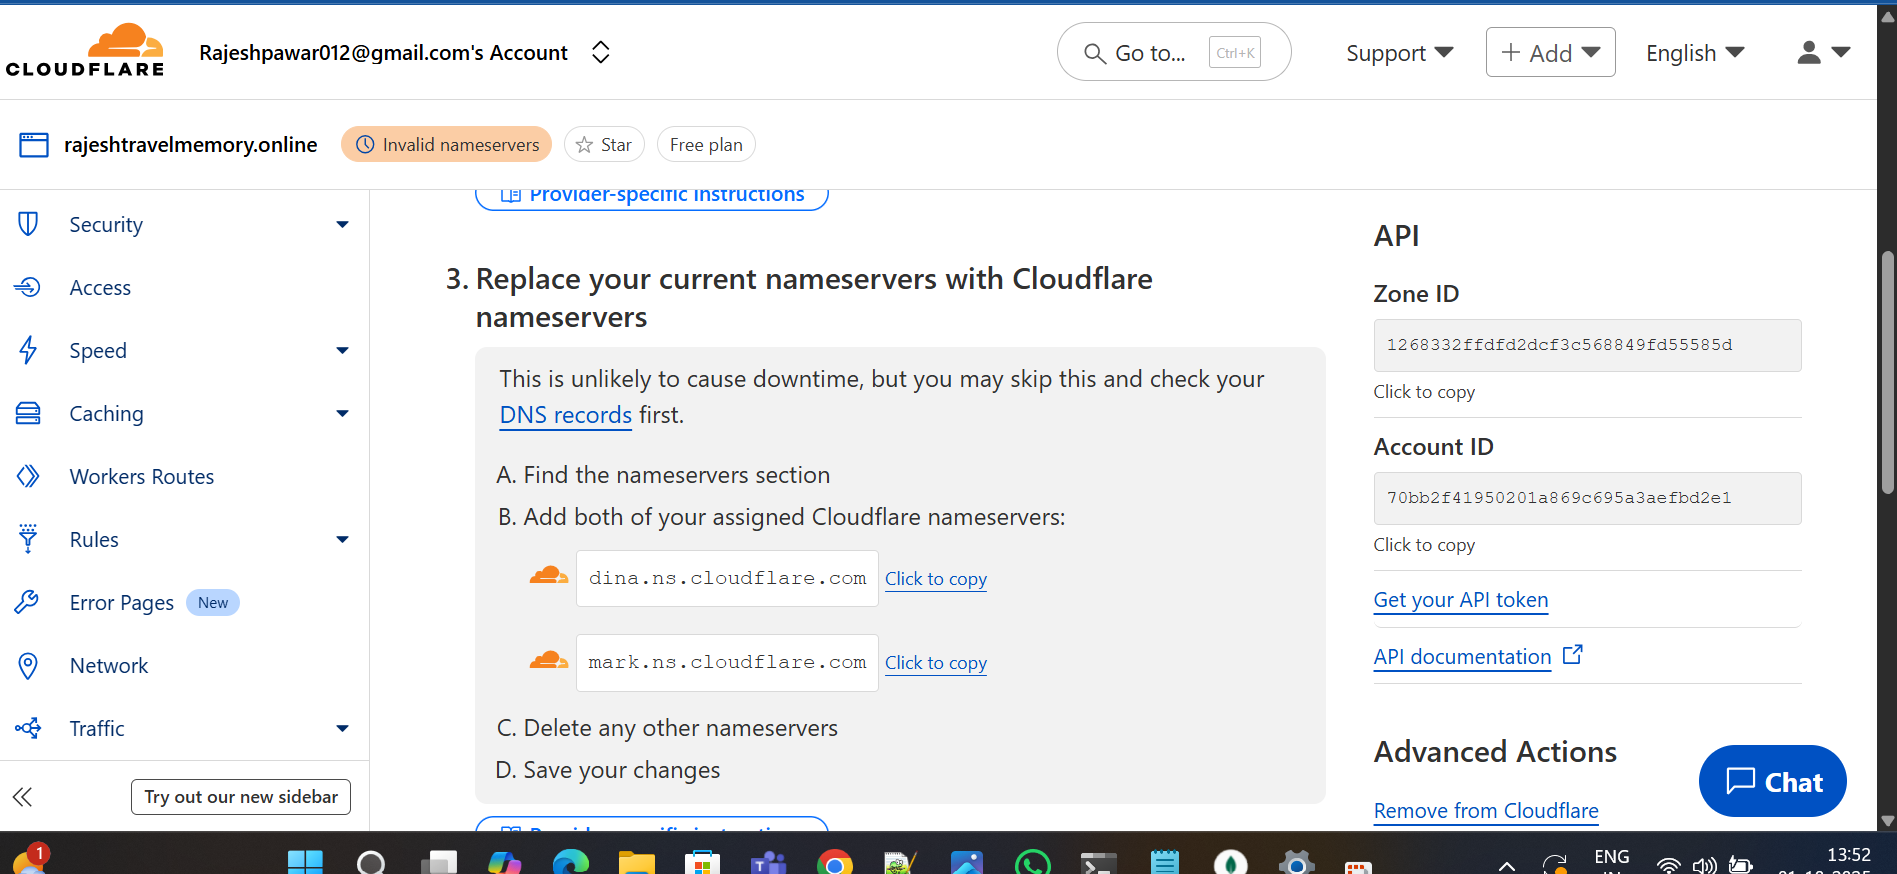 CLOUDFLARE
Rajeshpawar012@gmail.com's Account
Go to...
Ctrl+K
Support
+ Add
English
rajeshtravelmemory.online
Invalid nameservers
Star
Free plan
Security
Access
Speed
Caching
Workers Routes
Rules
Error Pages New
Network
Traffic
Try out our new sidebar
Provider-specific instructions
3. Replace your current nameservers with Cloudflare
nameservers
This is unlikely to cause downtime, but you may skip this and check your
DNS records first.
A. Find the nameservers section
B. Add both of your assigned Cloudflare nameservers:
dina.ns.cloudflare.com Click to copy
mark.ns.cloudflare.com Click to copy
C. Delete any other nameservers
D. Save your changes
API
Zone ID
1268332ffdfd2dcf3c568849fd55585d
Click to copy
Account ID
70bb2f41950201a869c695a3aefbd2e1
Click to copy
Get your API token
API documentation
Advanced Actions
Remove from Cloudflare
Chat
1
ENG
13:52